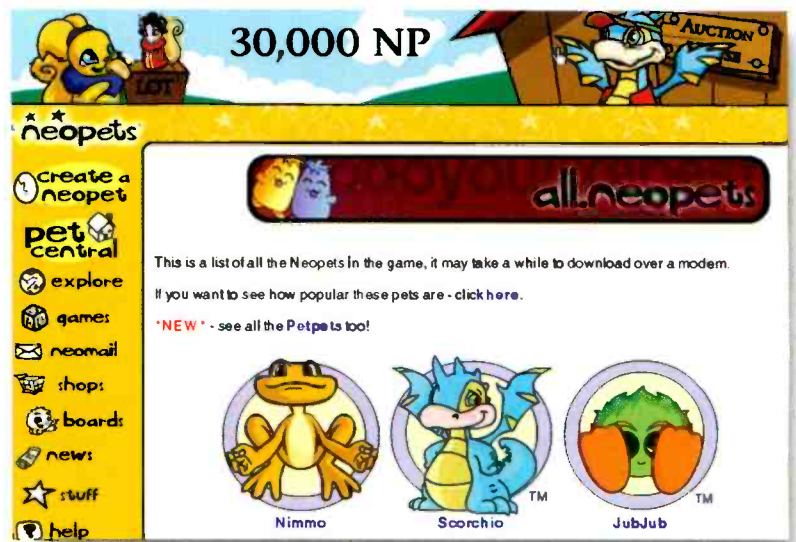 30,000 NP
AUCTION
LOT
neopets
create a
neopet
pet
central
explore
games
neomail
shops
boards
news
stuff
help
all.neopets
This is a list of all the Neopets in the game, it may take a while to download over a modem.
If you want to see how popular these pets are - click here.
*NEW* - see all the Petpets too!
TM
TM
Nimmo
Scorchio
JubJub